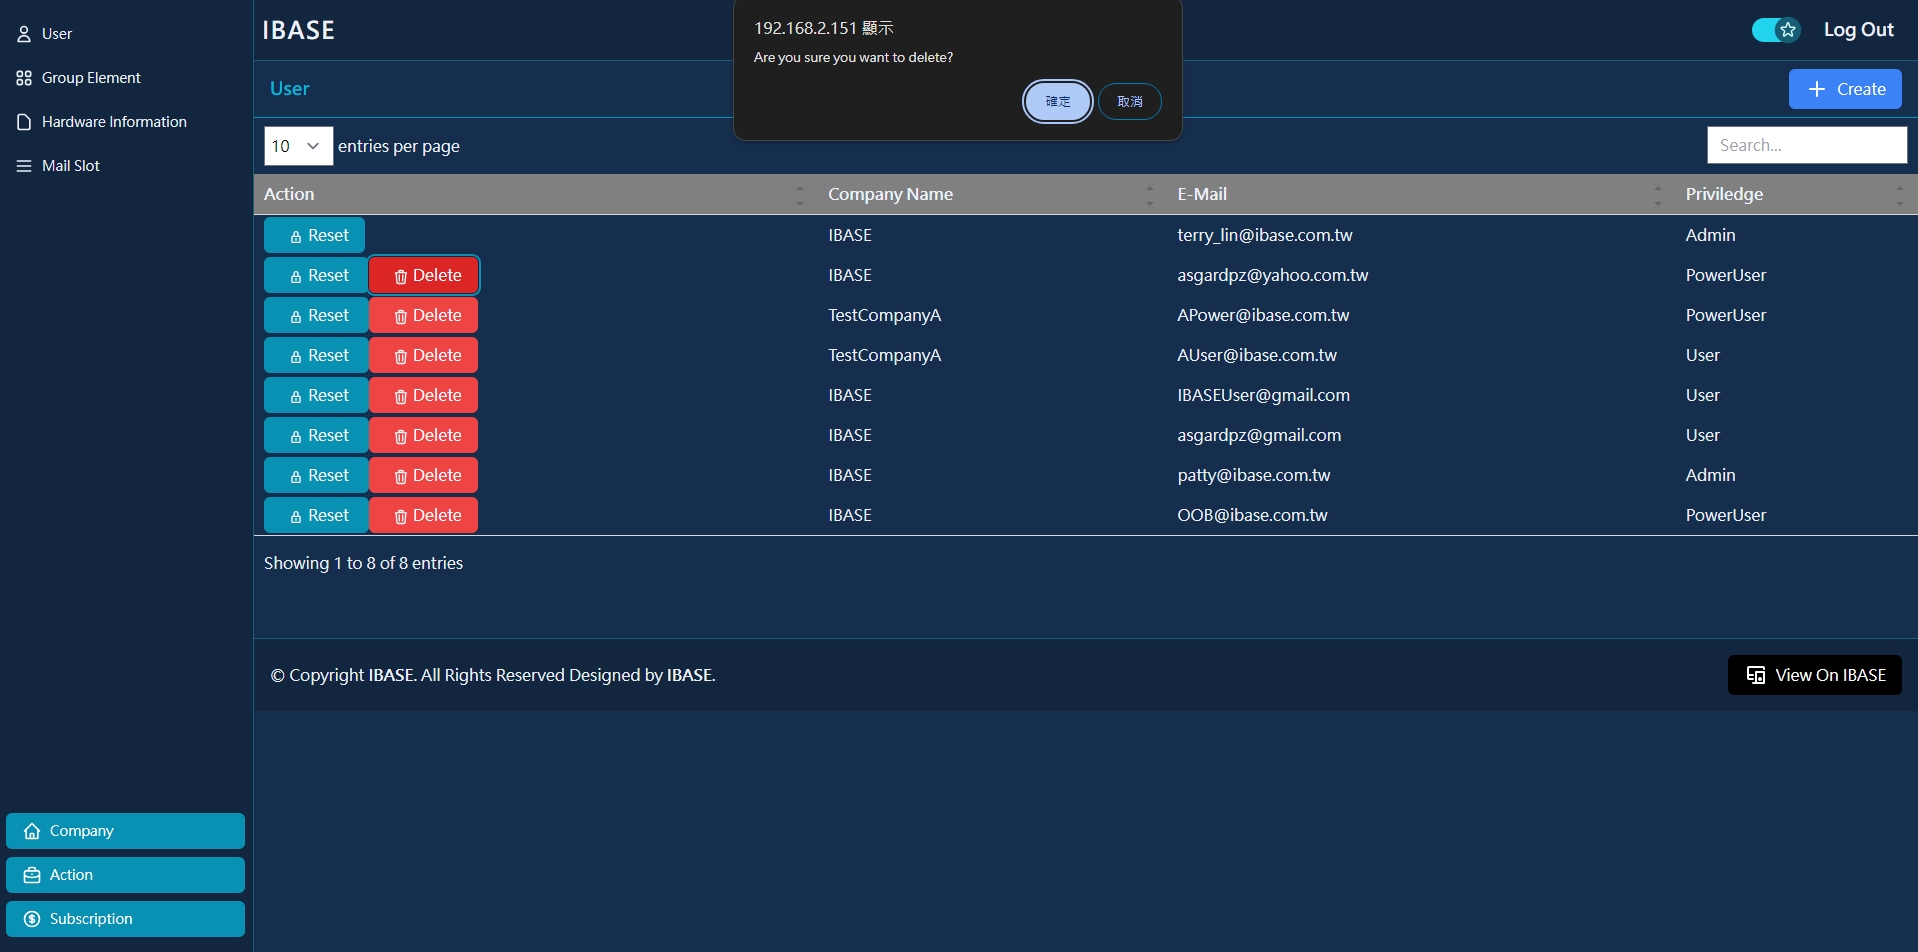 User
Group Element
Hardware Information
Mail Slot
Company
Action
Subscription
IBASE
Log Out
192.168.2.151 顯示
Are you sure you want to delete?
確定 取消
User
Create
10 entries per page
Search...
Action Company Name E-Mail Priviledge
Reset IBASE terry_lin@ibase.com.tw Admin
Reset Delete IBASE asgardpz@yahoo.com.tw PowerUser
Reset Delete TestCompanyA APower@ibase.com.tw PowerUser
Reset Delete TestCompanyA AUser@ibase.com.tw User
Reset Delete IBASE IBASEUser@gmail.com User
Reset Delete IBASE asgardpz@gmail.com User
Reset Delete IBASE patty@ibase.com.tw Admin
Reset Delete IBASE OOB@ibase.com.tw PowerUser
Showing 1 to 8 of 8 entries
© Copyright IBASE. All Rights Reserved Designed by IBASE.
View On IBASE